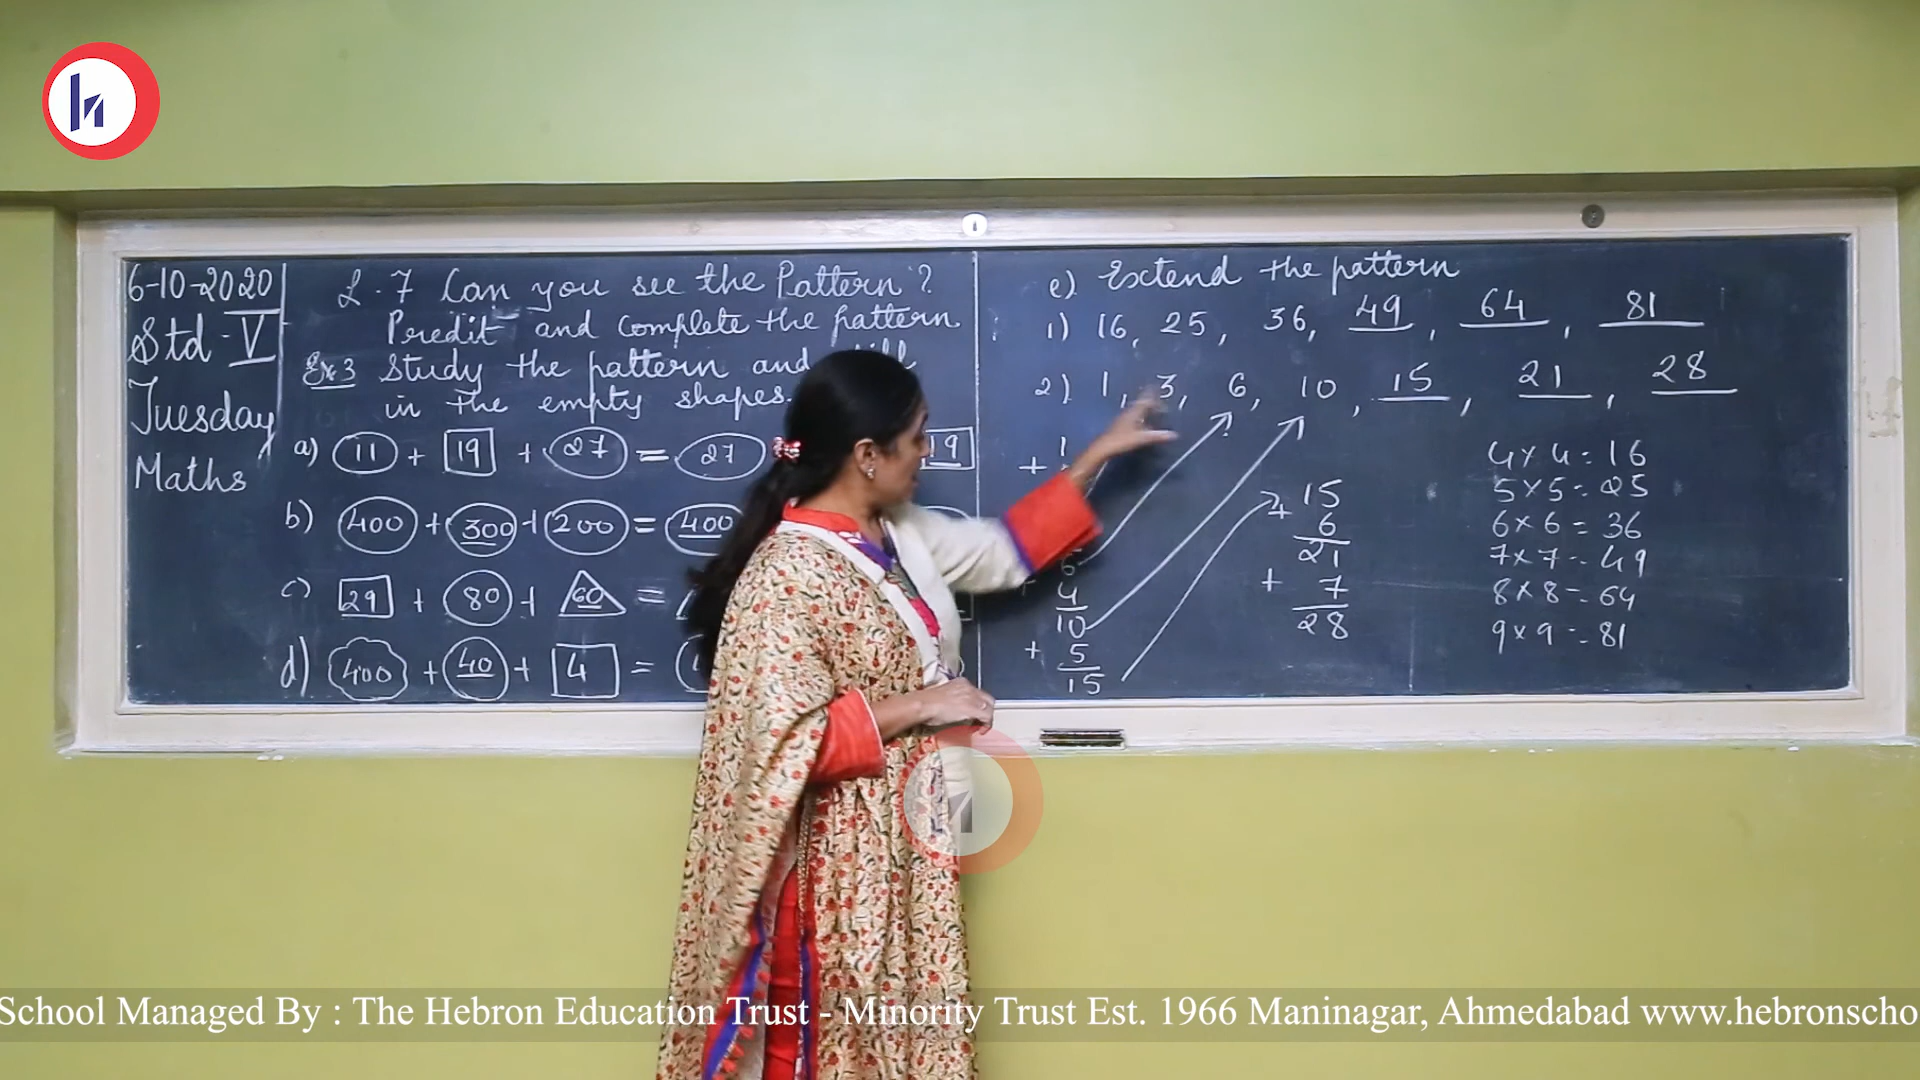 6-10-2020
Std-V
Tuesday
Maths
L.7 Can you see the Pattern?
Predit and complete the pattern
Ex 3 Study the pattern and
in the empty shapes.
a) 11 + 19 + 27 = 27 19
b) 400 + 300 + 200 = 400
c) 29 + 80 + 60 =
d) 400 + 40 + 4 =
e) Extend the pattern
1) 16, 25, 36, 49, 64, 81
2) 1, 3, 6, 10, 15, 21, 28
1
+
6
4
10
+ 5
15
15
+ 6
21
+ 7
28
4×4=16
5×5=25
6×6=36
7×7=49
8×8=64
9×9=81
School Managed By : The Hebron Education Trust - Minority Trust Est. 1966 Maninagar, Ahmedabad www.hebronscho